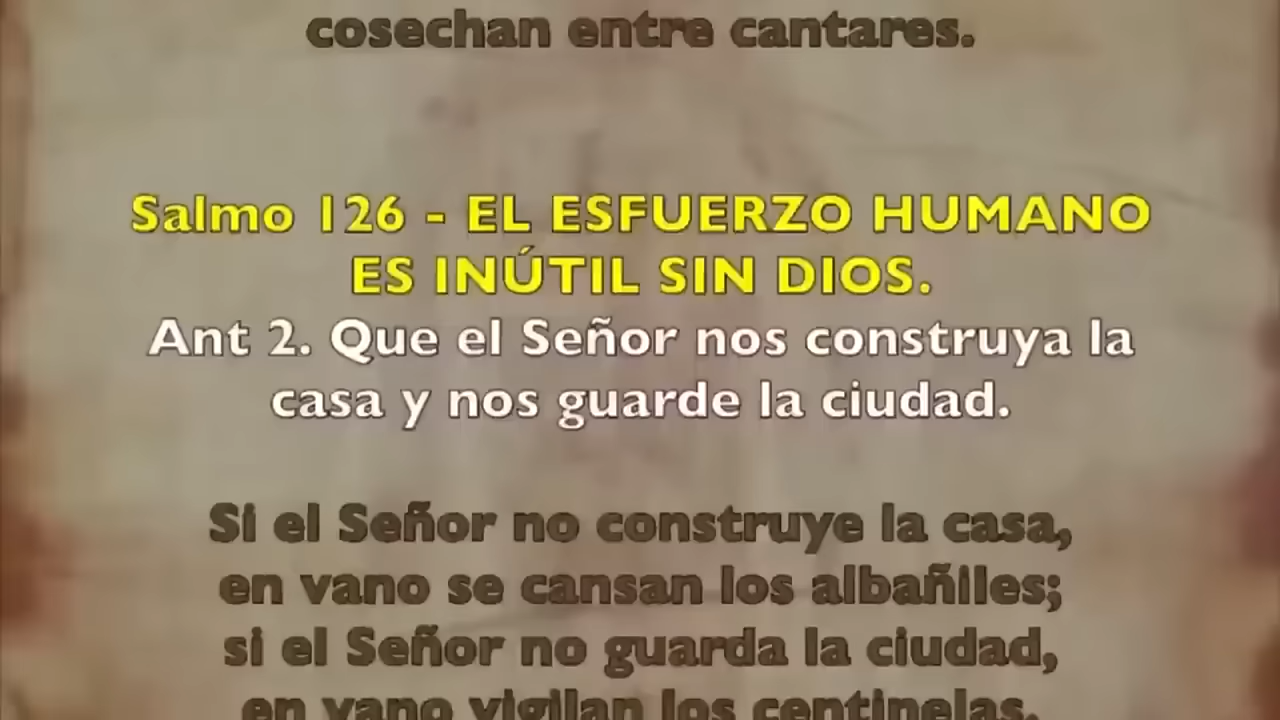 cosechan entre cantares.
Salmo 126 - EL ESFUERZO HUMANO
ES INÚTIL SIN DIOS.
Ant 2. Que el Señor nos construya la
casa y nos guarde la ciudad.
Si el Señor no construye la casa,
en vano se cansan los albañiles;
si el Señor no guarda la ciudad,
en vano vigilan los centinelas.